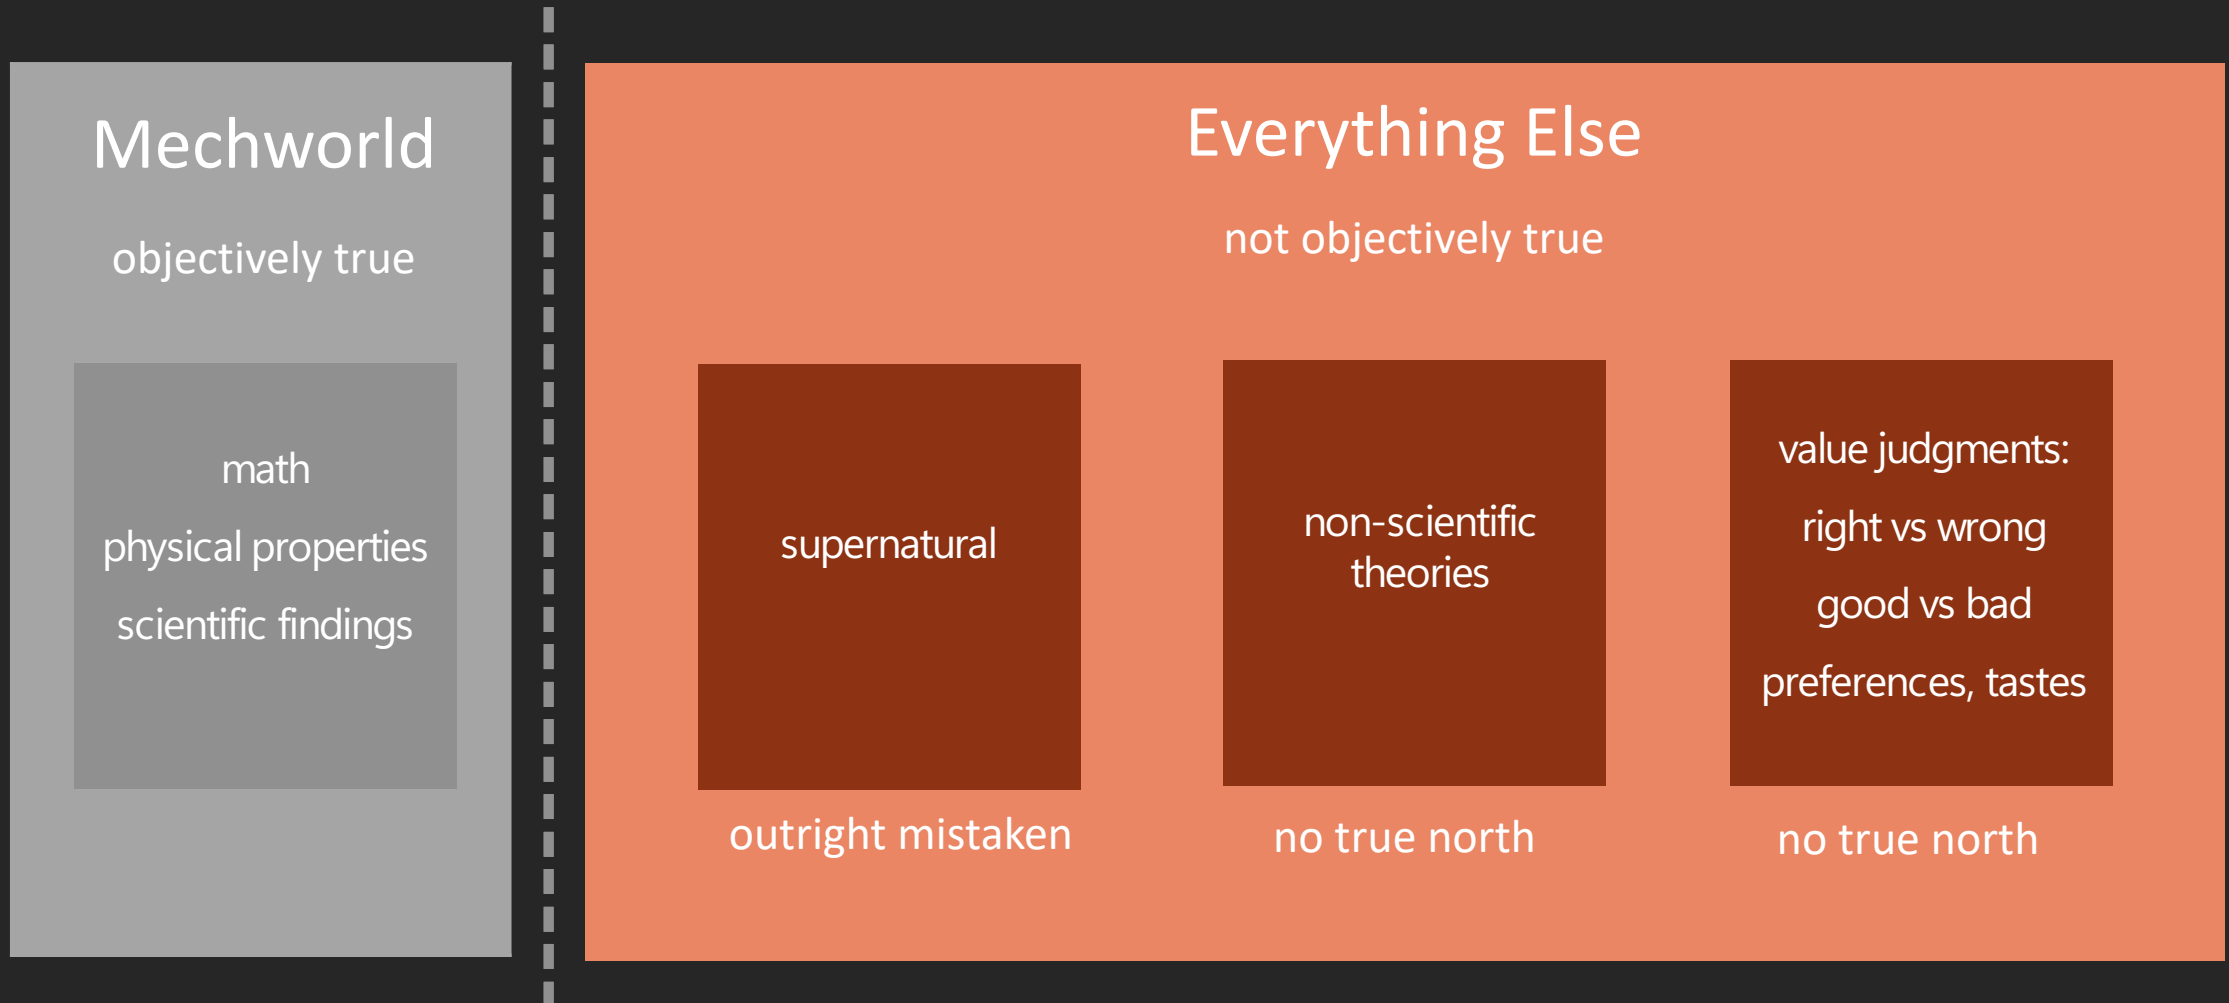 Mechworld
objectively true
math
physical properties
scientific findings
Everything Else
not objectively true
supernatural
outright mistaken
non-scientific
theories
no true north
value judgments:
right vs wrong
good vs bad
preferences, tastes
no true north